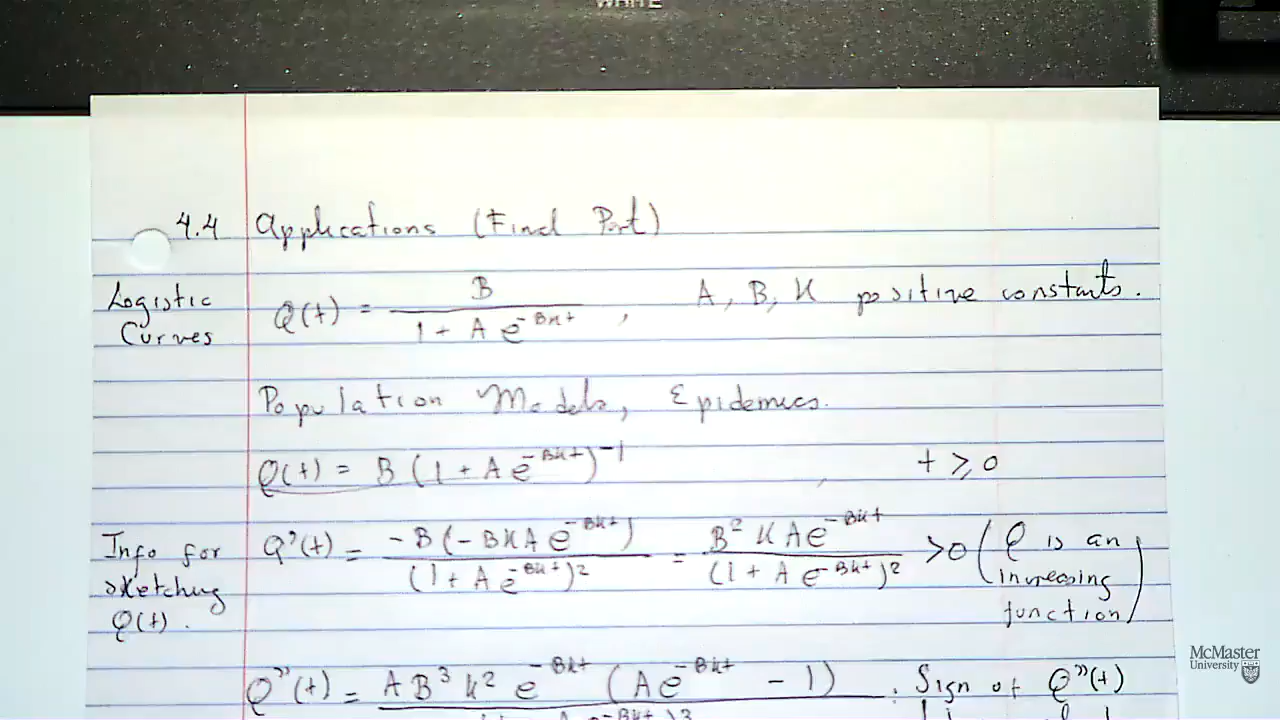 WHITE
4.4 Applications (Final Part)
Logistic Curves
Q(t) = B / (1 + A e^{-Bkt}) , A, B, k positive constants.
Population Models, Epidemics.
Q(t) = B (1 + A e^{-Bkt})^{-1} t ≥ 0
Info for sketching Q(t).
Q'(t) = -B(-BkA e^{-Bkt}) / (1 + A e^{-Bkt})^2 = B^2 k A e^{-Bkt} / (1 + A e^{-Bkt})^2 > 0 (Q is an increasing function)
McMaster
University
Q''(t) = A B^3 k^2 e^{-Bkt} (A e^{-Bkt} - 1) / . Sign of Q''(t)